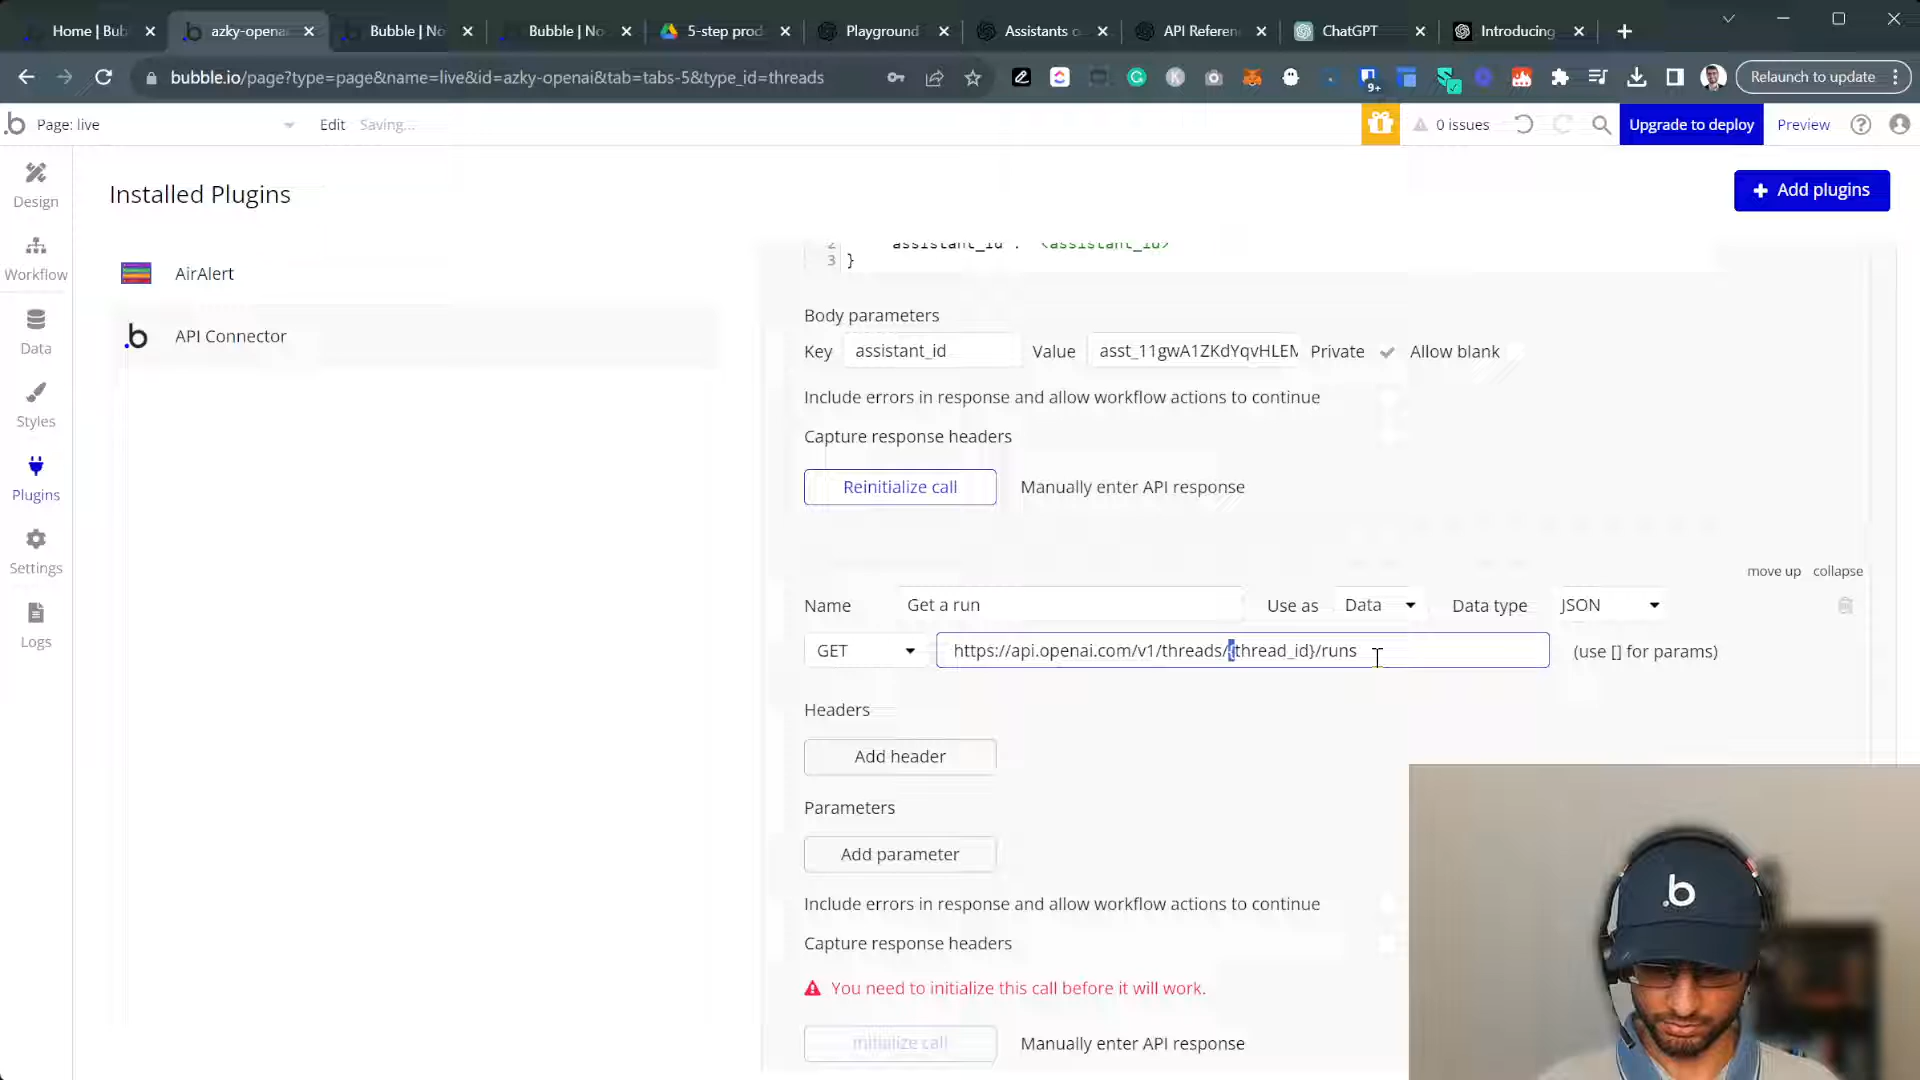 Home | Bub
azky-opena
Bubble | No
Bubble | No
5-step prod
Playground
Assistants o
API Referen
ChatGPT
Introducing
bubble.io/page?type=page&name=live&id=azky-openai&tab=tabs-5&type_id=threads
9+
Relaunch to update
Page: live
Edit
Saving...
0 issues
Upgrade to deploy
Preview
Design
Workflow
Data
Styles
Plugins
Settings
Logs
Installed Plugins
Add plugins
AirAlert
API Connector
2 assistant_id : <assistant_id>
3 }
Body parameters
Key assistant_id Value asst_11gwA1ZKdYqvHLEM Private Allow blank
Include errors in response and allow workflow actions to continue
Capture response headers
Reinitialize call Manually enter API response
move up collapse
Name Get a run Use as Data Data type JSON
GET https://api.openai.com/v1/threads/{thread_id}/runs (use [] for params)
Headers
Add header
Parameters
Add parameter
Include errors in response and allow workflow actions to continue
Capture response headers
You need to initialize this call before it will work.
Initialize call Manually enter API response
.b